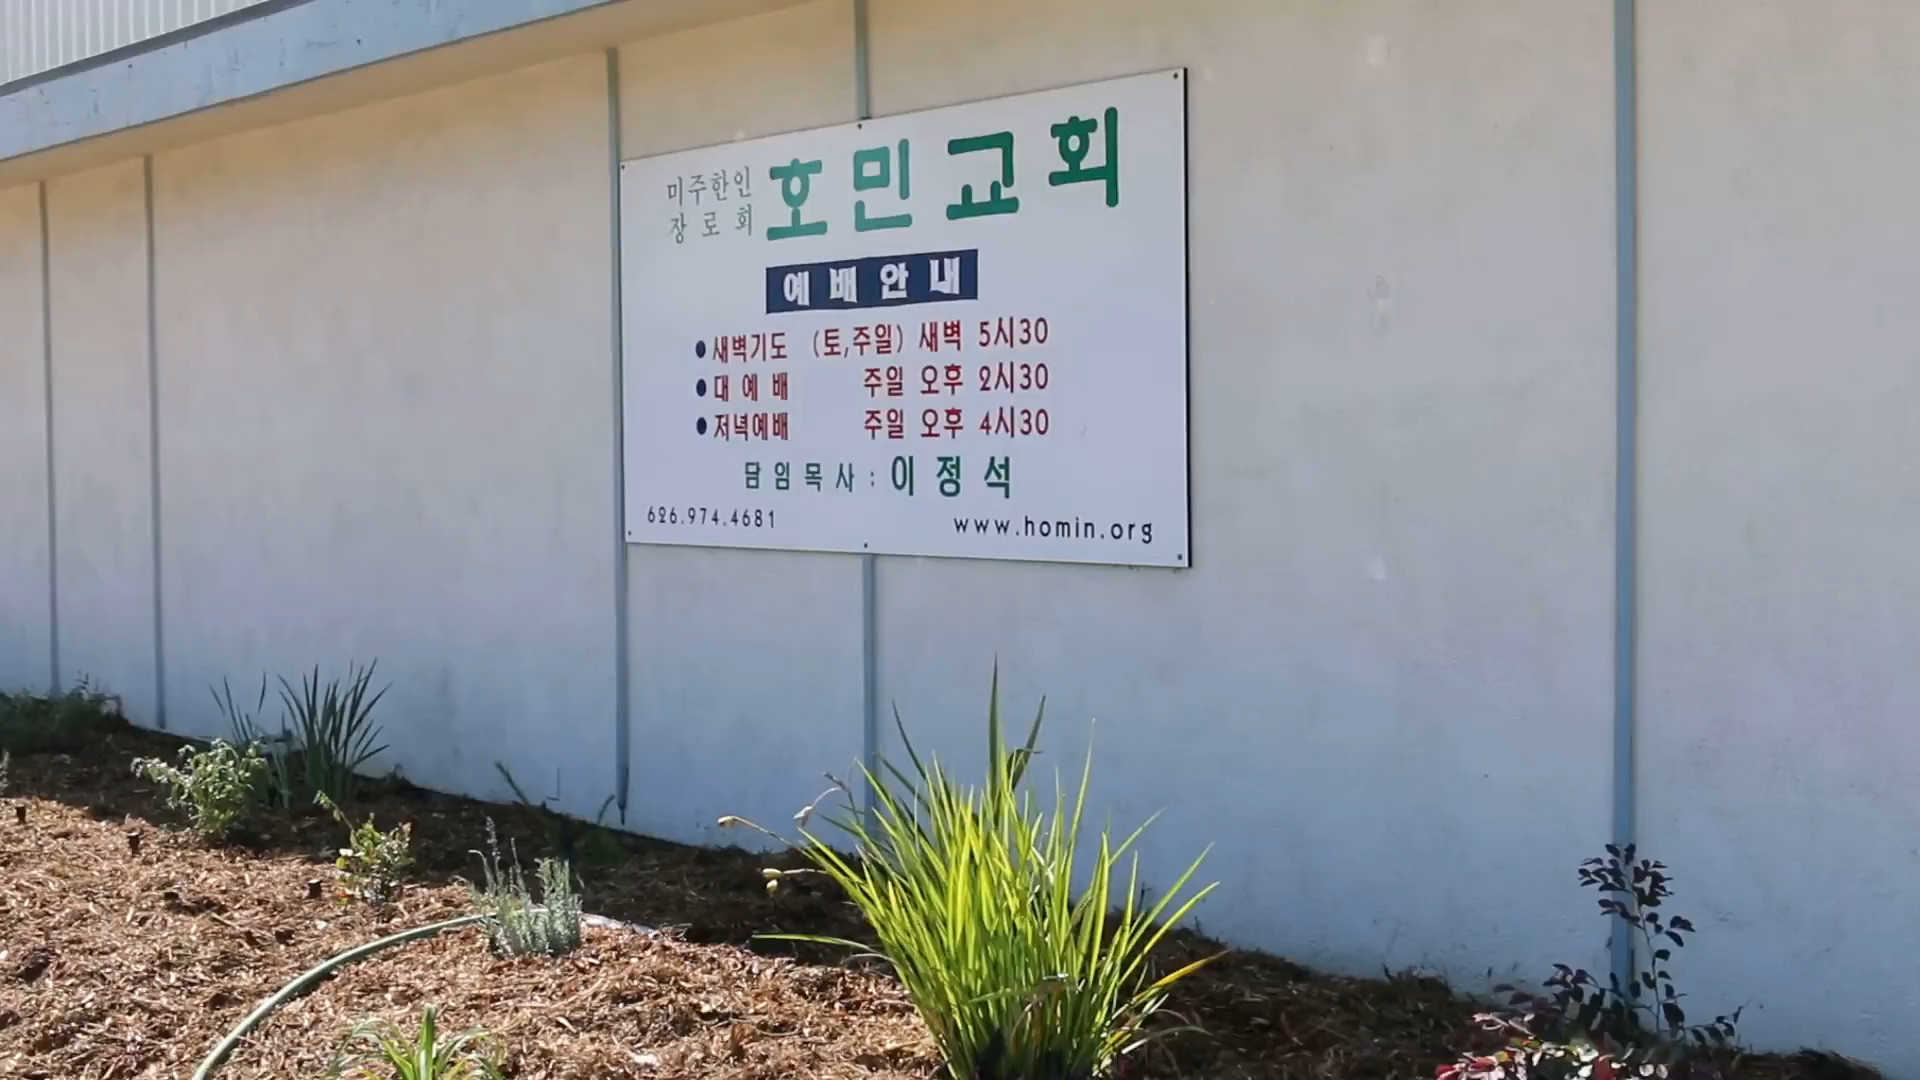 미주한인
장로회
호민교회
예배안내
●새벽기도 (토,주일) 새벽 5시30
●대예배 주일 오후 2시30
●저녁예배 주일 오후 4시30
담임목사 : 이정석
626.974.4681
www.homin.org